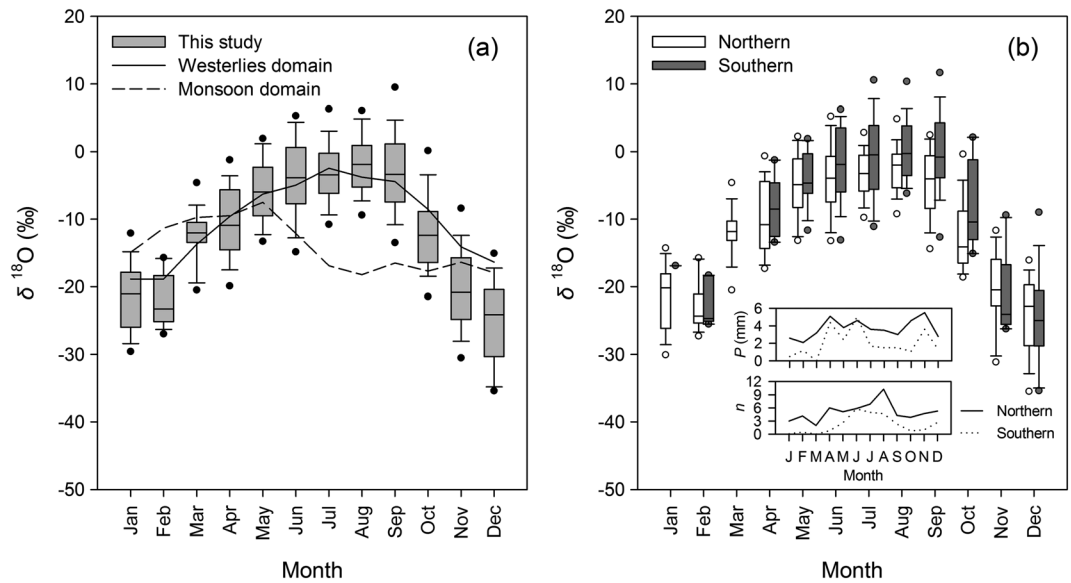 (a)
This study
Westerlies domain
Monsoon domain
20
10
0
-10
-20
-30
-40
-50
δ 18O (‰)
Jan Feb Mar Apr May Jun Jul Aug Sep Oct Nov Dec
Month
(b)
Northern
Southern
20
10
0
-10
-20
-30
-40
-50
δ 18O (‰)
P (mm)
6
4
2
0
n
12
9
6
3
0
Northern
Southern
J F M A M J J A S O N D
Month
Jan Feb Mar Apr May Jun Jul Aug Sep Oct Nov Dec
Month